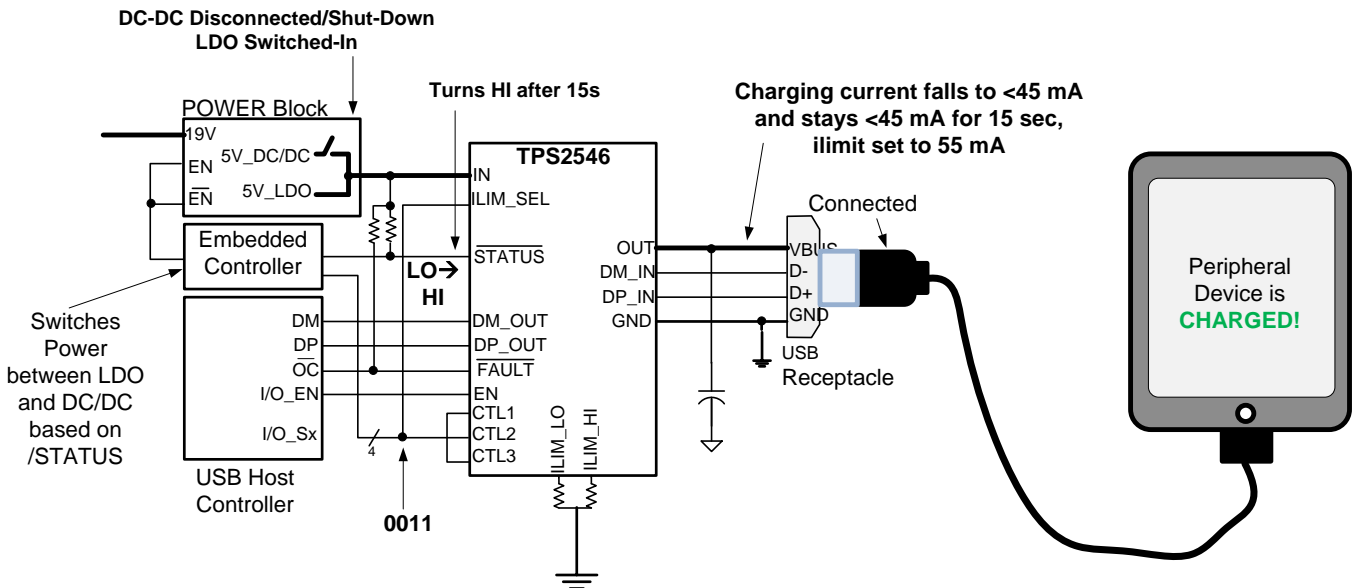 DC-DC Disconnected/Shut-Down
LDO Switched-In
POWER Block
19V
EN
EN
5V_DC/DC
5V_LDO
Embedded
Controller
Switches
Power
between LDO
and DC/DC
based on
/STATUS
DM
DP
OC
I/O_EN
I/O_Sx
USB Host
Controller
4
0011
Turns HI after 15s
LO→
HI
TPS2546
IN
ILIM_SEL
STATUS
DM_OUT
DP_OUT
FAULT
EN
CTL1
CTL2
CTL3
ILIM_LO
ILIM_HI
OUT
DM_IN
DP_IN
GND
Charging current falls to <45 mA
and stays <45 mA for 15 sec,
ilimit set to 55 mA
Connected
VBUS
D-
D+
GND
USB
Receptacle
Peripheral
Device is
CHARGED!